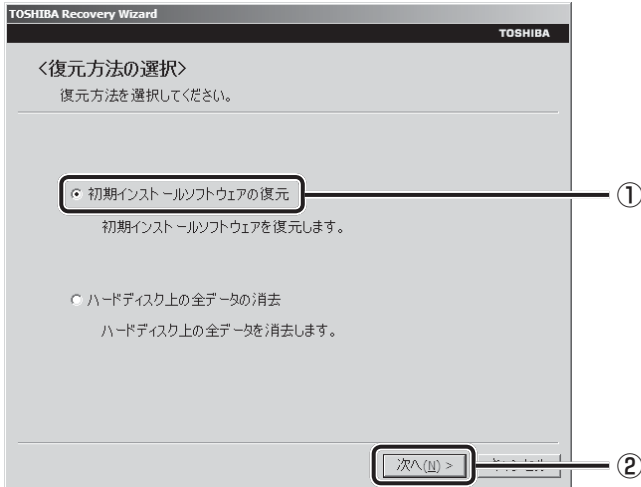 TOSHIBA Recovery Wizard
TOSHIBA
<復元方法の選択>
復元方法を選択してください。
初期インストールソフトウェアの復元
①
初期インストールソフトウェアを復元します。
ハードディスク上の全データの消去
ハードディスク上の全データを消去します。
次へ(N) >
②